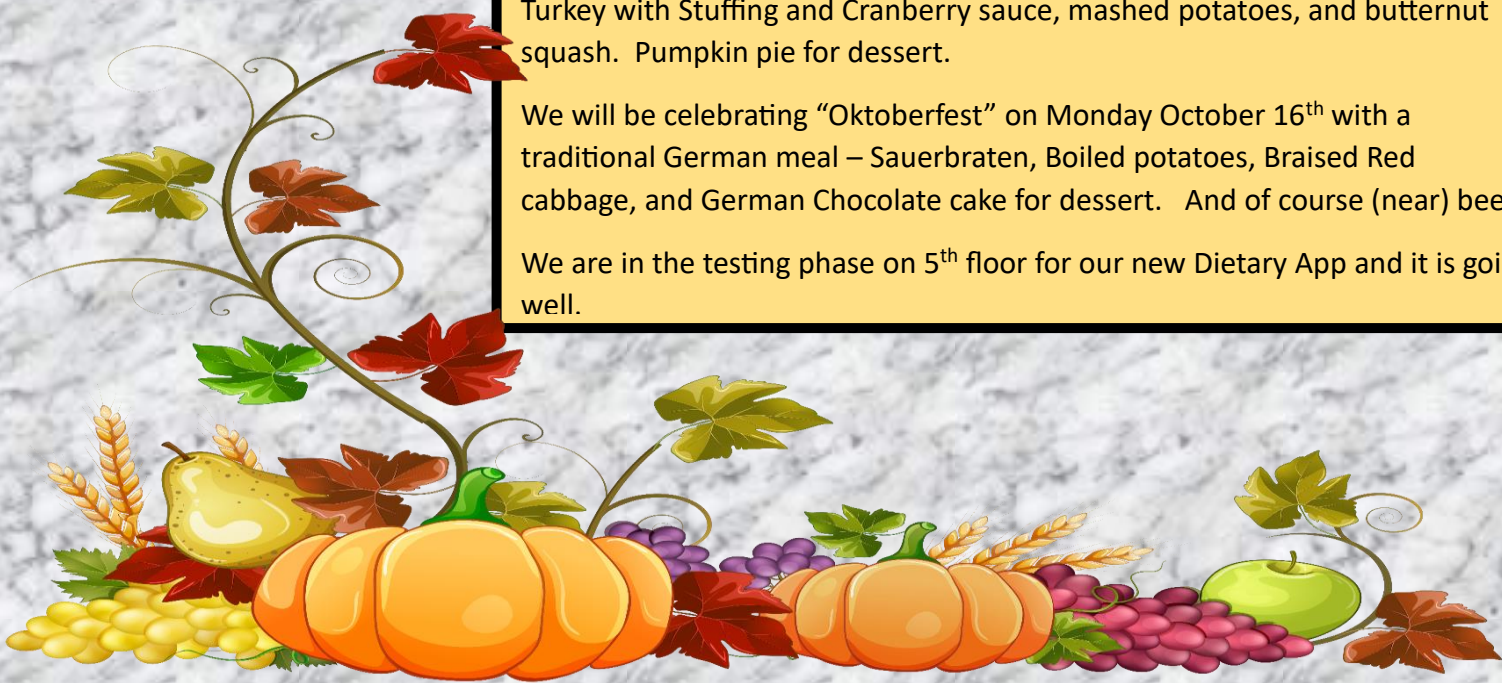 Turkey with Stuffing and Cranberry sauce, mashed potatoes, and butternut
squash. Pumpkin pie for dessert.
We will be celebrating “Oktoberfest” on Monday October 16th with a
traditional German meal – Sauerbraten, Boiled potatoes, Braised Red
cabbage, and German Chocolate cake for dessert. And of course (near) bee
We are in the testing phase on 5th floor for our new Dietary App and it is goi
well.